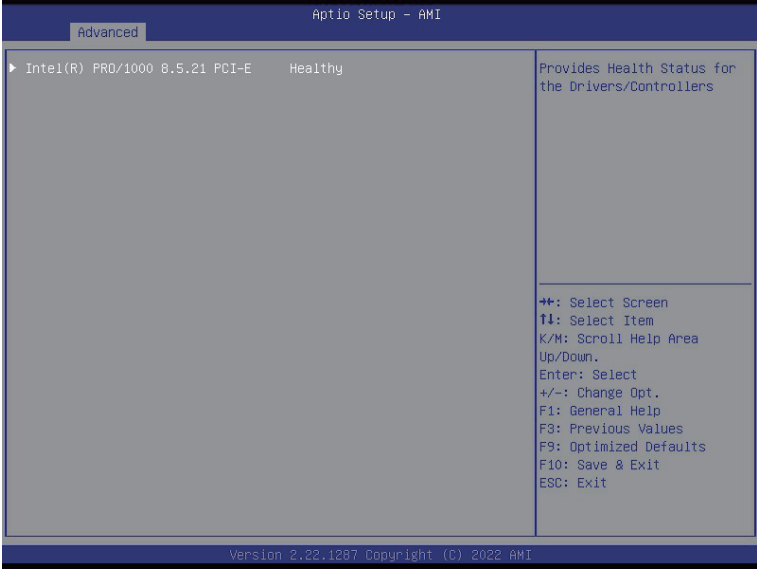 Aptio Setup – AMI
Advanced
▶ Intel(R) PRO/1000 8.5.21 PCI-E Healthy
Provides Health Status for
the Drivers/Controllers
→←: Select Screen
↑↓: Select Item
K/M: Scroll Help Area
Up/Down.
Enter: Select
+/-: Change Opt.
F1: General Help
F3: Previous Values
F9: Optimized Defaults
F10: Save & Exit
ESC: Exit
Version 2.22.1287 Copyright (C) 2022 AMI